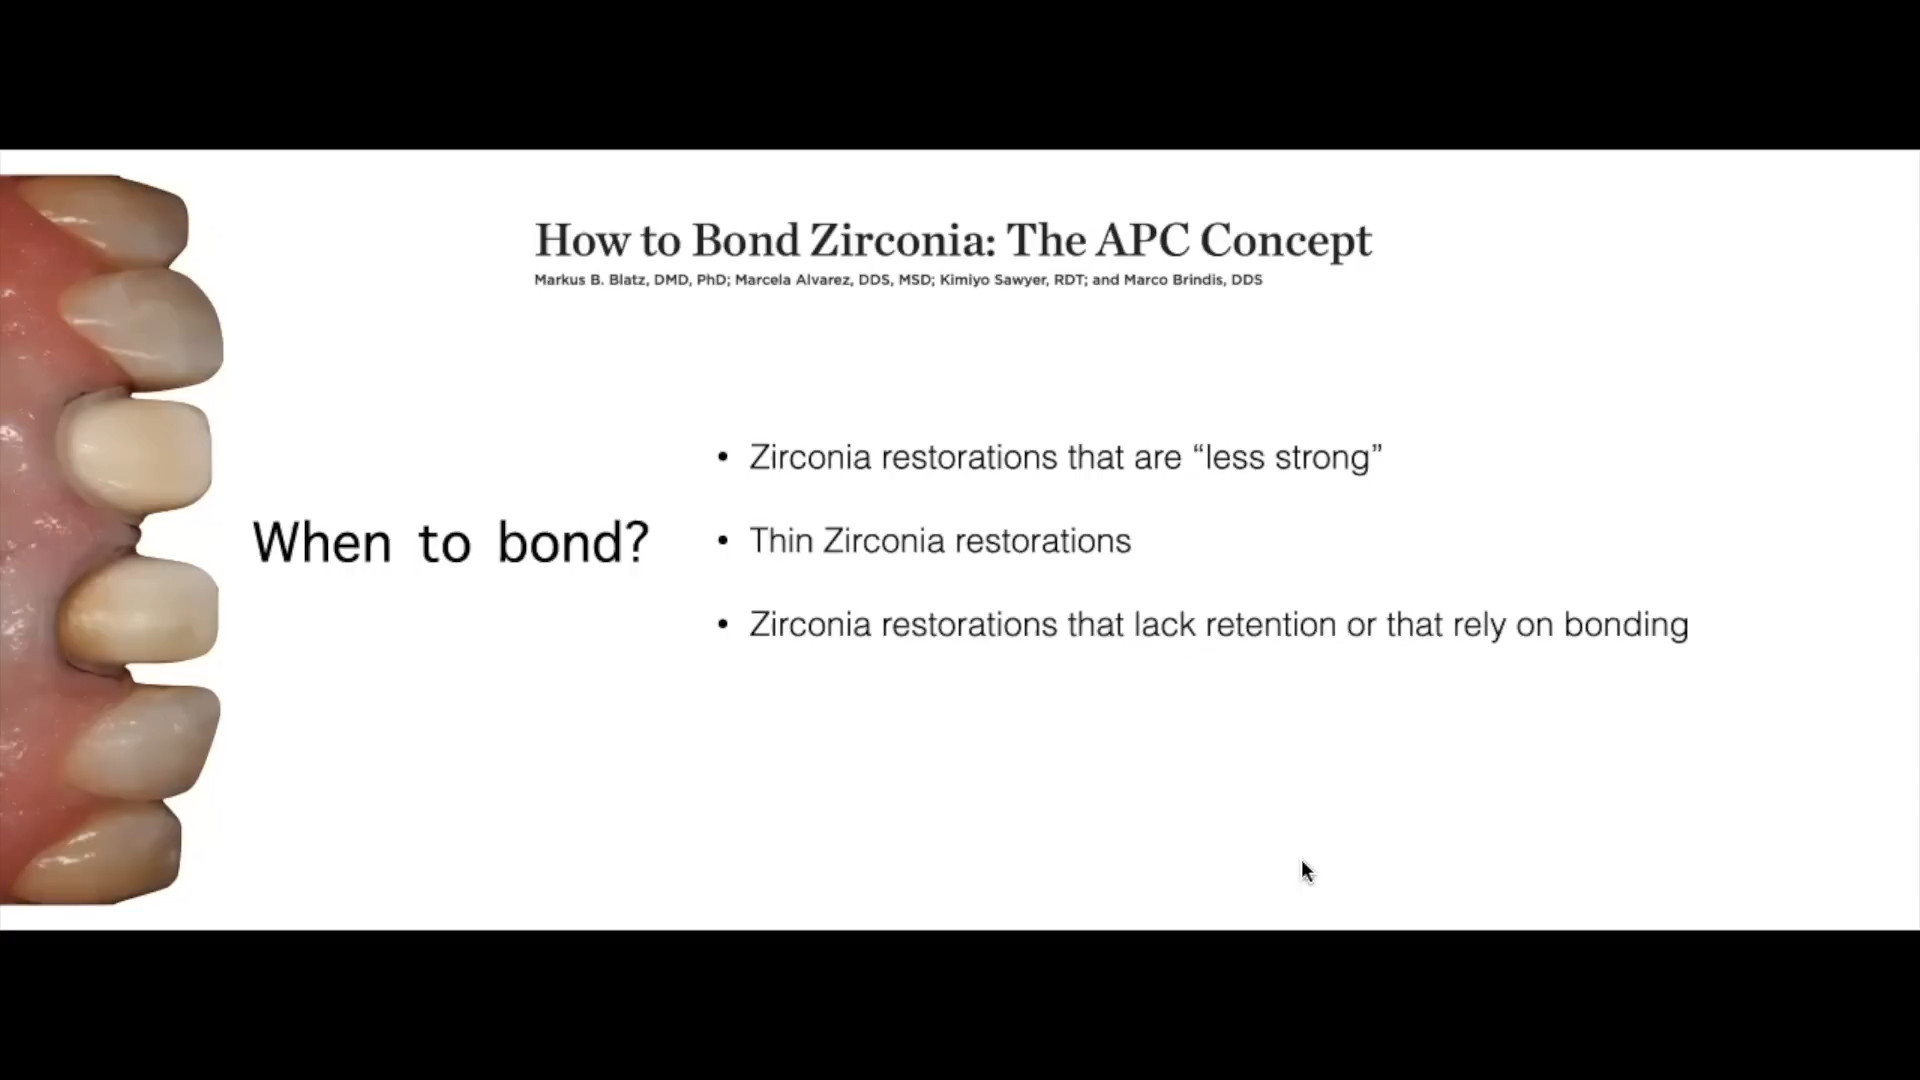 How to Bond Zirconia: The APC Concept
Markus B. Blatz, DMD, PhD; Marcela Alvarez, DDS, MSD; Kimiyo Sawyer, RDT; and Marco Brindis, DDS
When to bond?
• Zirconia restorations that are “less strong”
• Thin Zirconia restorations
• Zirconia restorations that lack retention or that rely on bonding